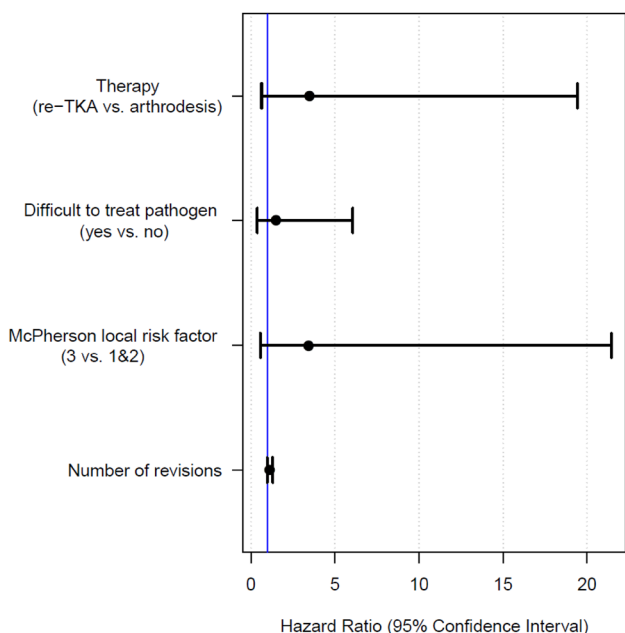 Therapy
(re−TKA vs. arthrodesis)
Difficult to treat pathogen
(yes vs. no)
McPherson local risk factor
(3 vs. 1&2)
Number of revisions
0 5 10 15 20
Hazard Ratio (95% Confidence Interval)